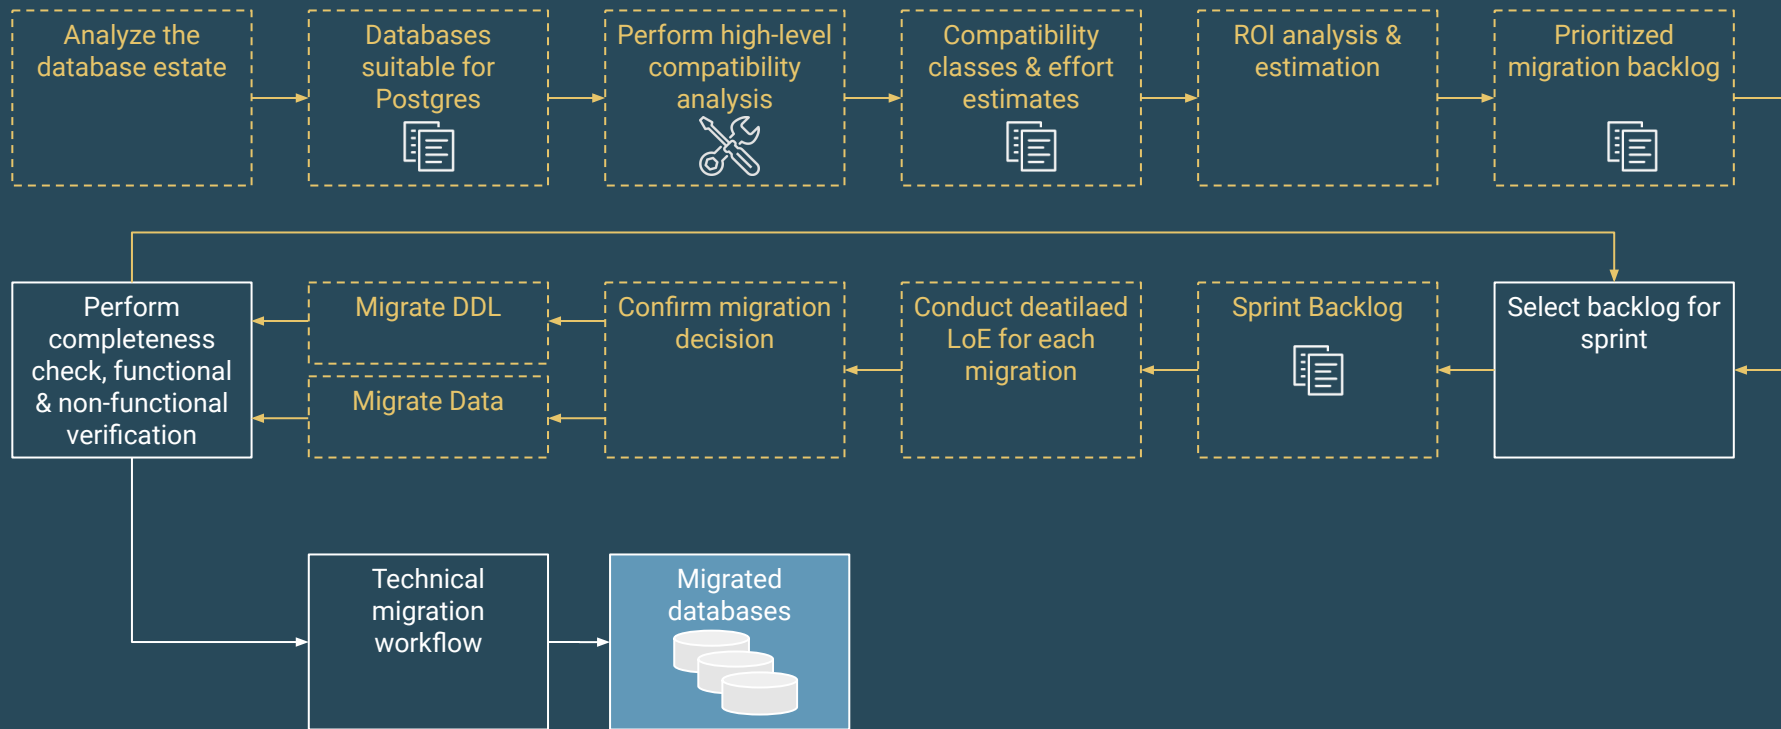 Analyze the
database estate
Databases
suitable for
Postgres
Perform high-level
compatibility
analysis
Compatibility
classes & effort
estimates
ROI analysis &
estimation
Prioritized
migration backlog
Perform
completeness
check, functional
& non-functional
verification
Migrate DDL
Migrate Data
Confirm migration
decision
Conduct deatilaed
LoE for each
migration
Sprint Backlog
Select backlog for
sprint
Technical
migration
workflow
Migrated
databases